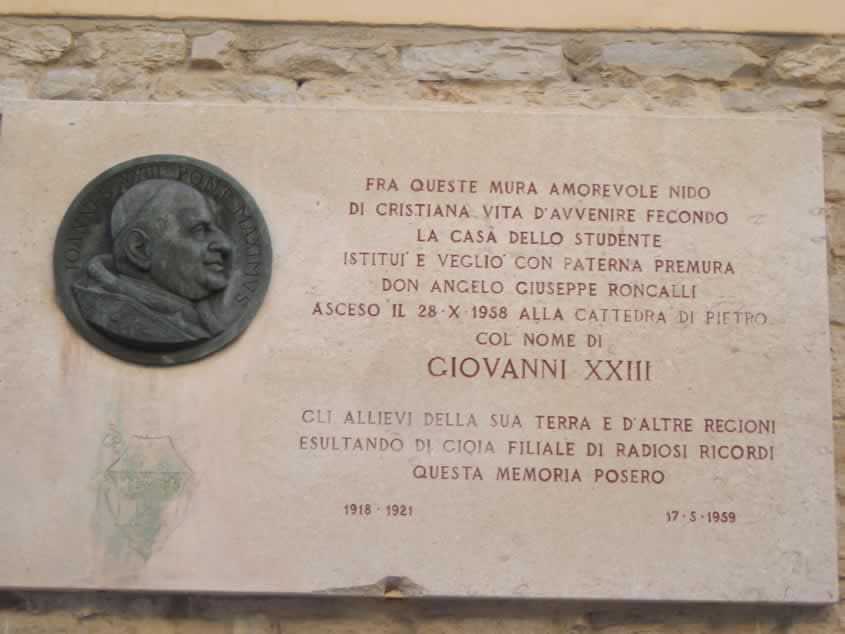 IOANNES XXIII PONT MAXIMVS
FRA QUESTE MURA AMOREVOLE NIDO
DI CRISTIANA VITA D'AVVENIRE FECONDO
LA CASA DELLO STUDENTE
ISTITUI' E VEGLIO' CON PATERNA PREMURA
DON ANGELO GIUSEPPE RONCALLI
ASCESO IL 28·X·1958 ALLA CATTEDRA DI PIETRO
COL NOME DI
GIOVANNI XXIII
GLI ALLIEVI DELLA SUA TERRA E D'ALTRE REGIONI
ESULTANDO DI GIOIA FILIALE DI RADIOSI RICORDI
QUESTA MEMORIA POSERO
1918 · 1921
17·5·1959